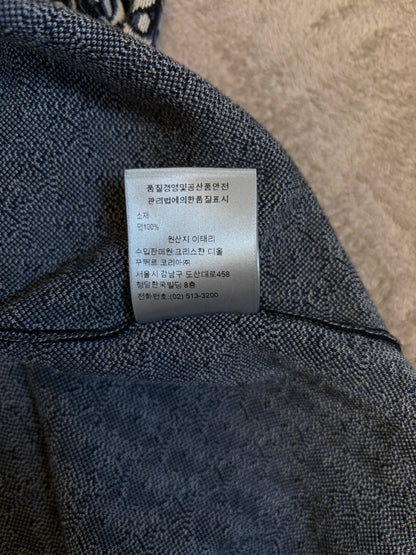 품질경영및공산품안전
관리법에의한품질표시
소재
면100%
원산지 이태리
수입판매원:크리스챤 디올
꾸뛰르 코리아㈜
서울시 강남구 도산대로458
청담한국빌딩 8층
전화번호:(02) 513-3200